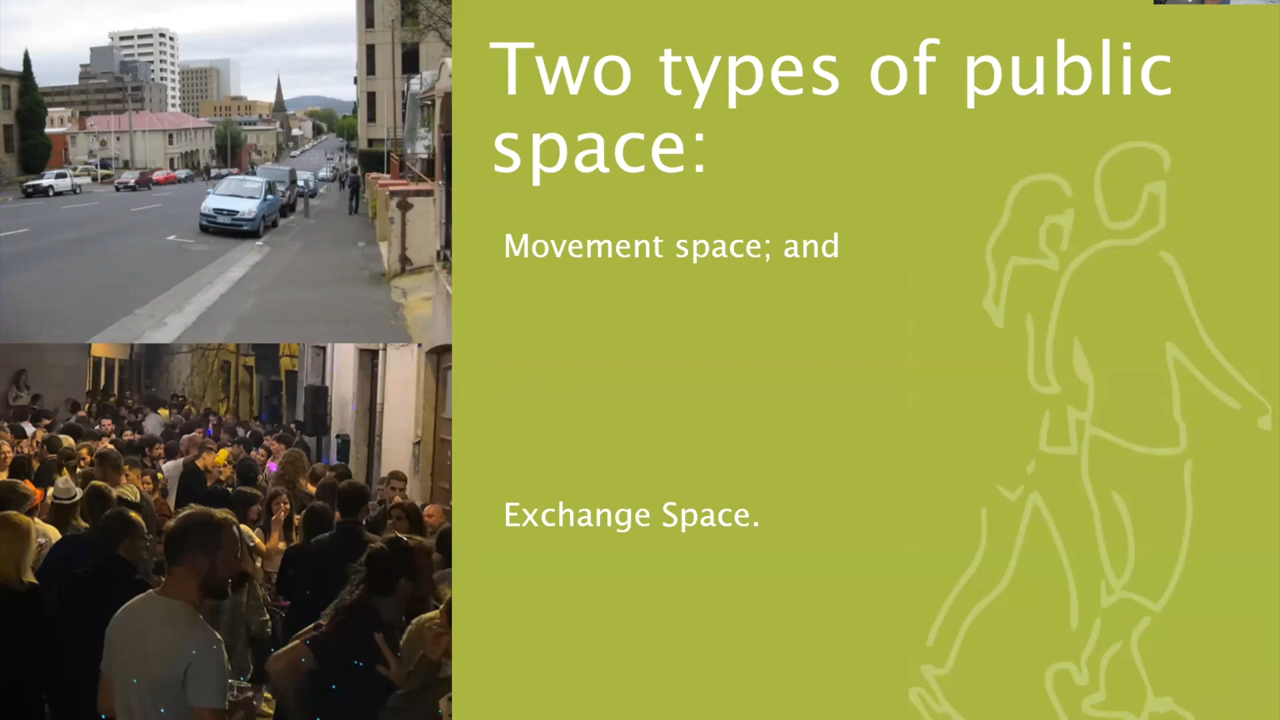 Two types of public
space:
Movement space; and
Exchange Space.